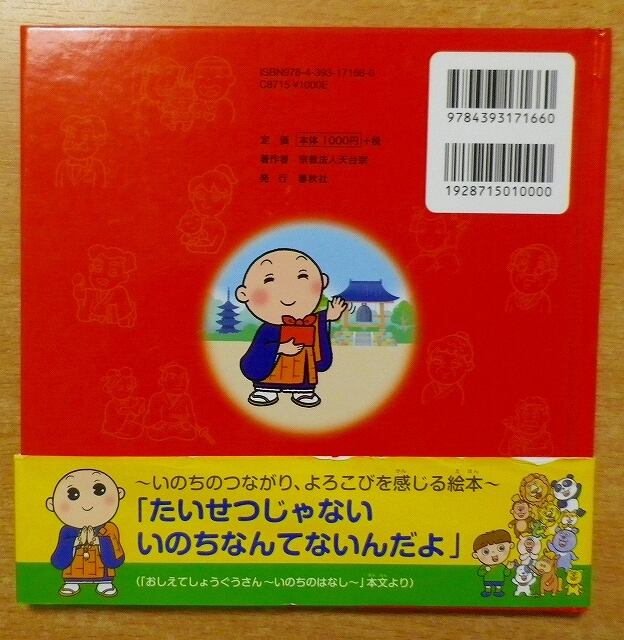 ISBN978-4-393-17166-0
C8715 ¥1000E
9784393171660
1928715010000
定価 本体1000円+税
著作者 宗教法人天台宗
発行 春秋社
～いのちのつながり、よろこびを感じる絵本～
「たいせつじゃない
いのちなんてないんだよ」
(「おしえてしょうぐうさん～いのちのはなし～」本文より)